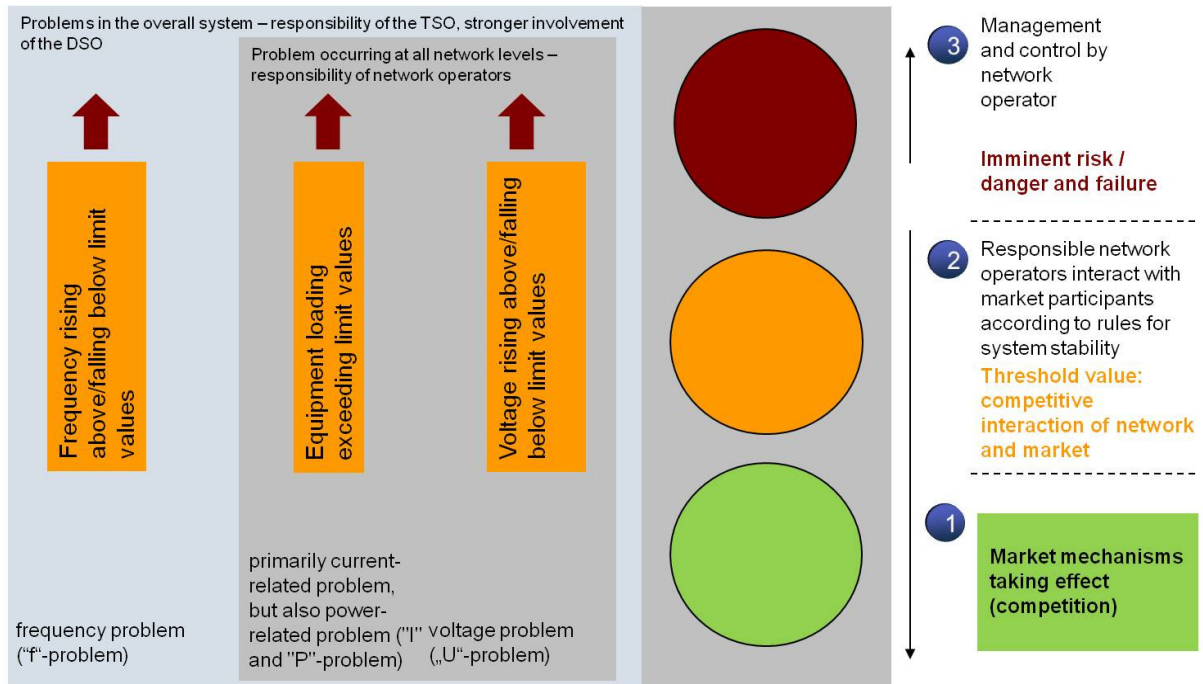 Problems in the overall system – responsibility of the TSO, stronger involvement
of the DSO
Problem occurring at all network levels –
responsibility of network operators
Frequency rising
above/falling below limit
values
Equipment loading
exceeding limit values
Voltage rising above/falling
below limit values
frequency problem
(“f“-problem)
primarily current-
related problem,
but also power-
related problem (”I”
and ”P”-problem)
voltage problem
(„U“-problem)
3
Management
and control by
network
operator
Imminent risk /
danger and failure
2
Responsible network
operators interact with
market participants
according to rules for
system stability
Threshold value:
competitive
interaction of network
and market
1
Market mechanisms
taking effect
(competition)